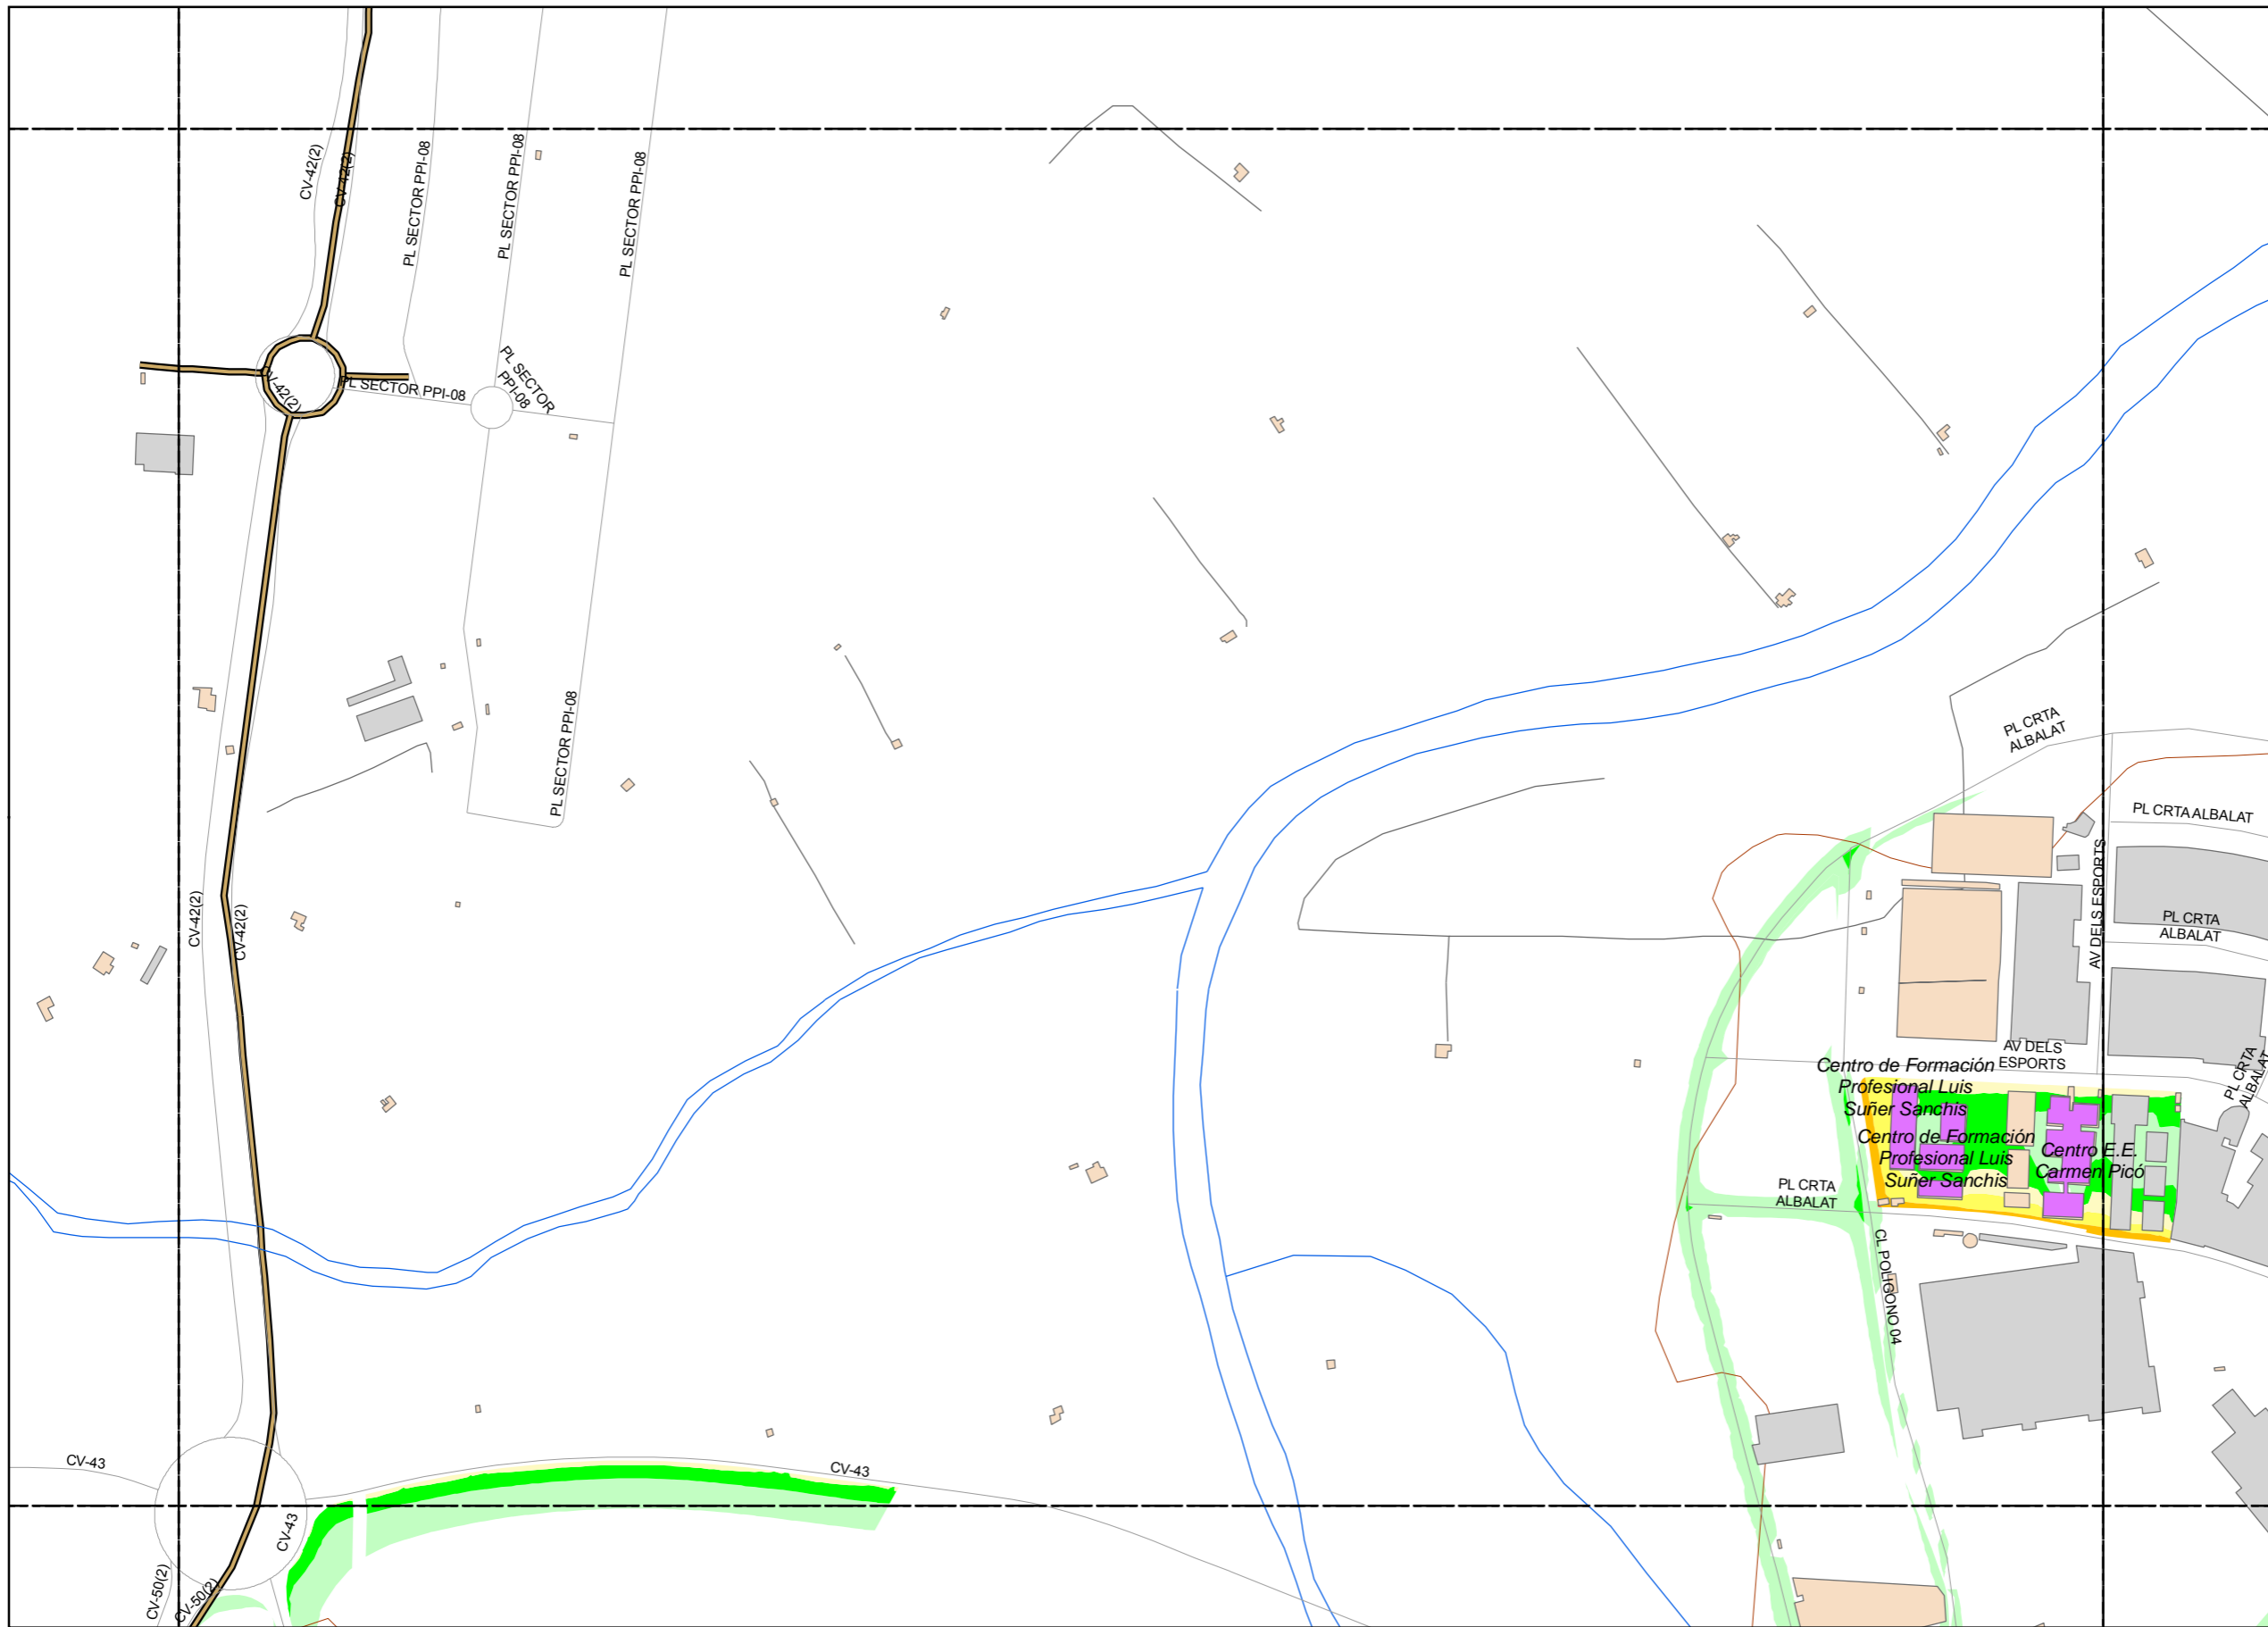 CV-42(2)
CV-42(2)
PL SECTOR PPI-08
PL SECTOR PPI-08
PL SECTOR PPI-08
CV-42(2)
PL SECTOR PPI-08
PL SECTOR
PPI-08
PL SECTOR PPI-08
PL CRTA
ALBALAT
PL CRTA ALBALAT
AV DELS ESPORTS
PL CRTA
ALBALAT
CV-42(2)
CV-42(2)
AV DELS
ESPORTS
PL CRTA
ALBALAT
Centro de Formación
Profesional Luis
Suñer Sanchis
Centro de Formación
Profesional Luis
Suñer Sanchis
Centro E.E.
Carmen Picó
PL CRTA
ALBALAT
CL POLIGONO 04
CV-43
CV-43
CV-43
CV-50(2)
CV-50(2)